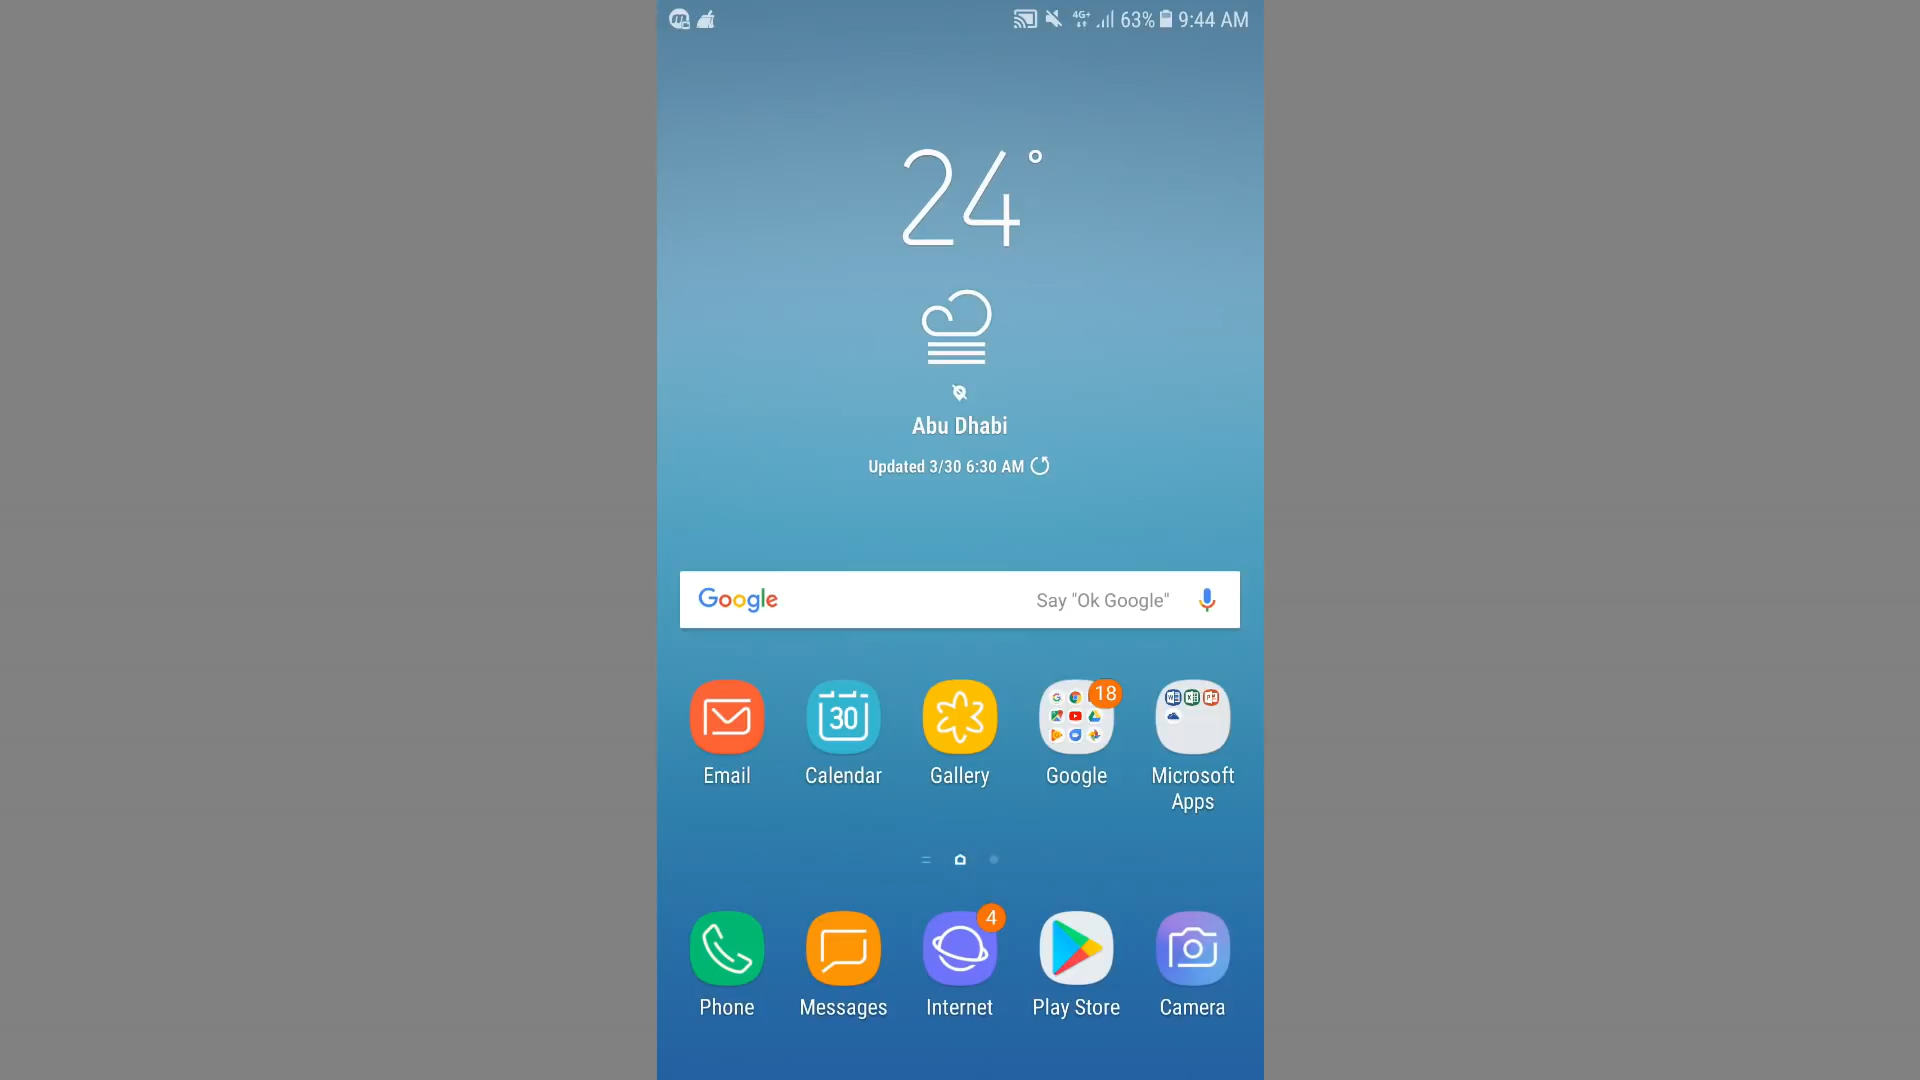 4G+ 63% 9:44 AM
24°
Abu Dhabi
Updated 3/30 6:30 AM
Google Say "Ok Google"
30 18
Email Calendar Gallery Google Microsoft
Apps
4
Phone Messages Internet Play Store Camera